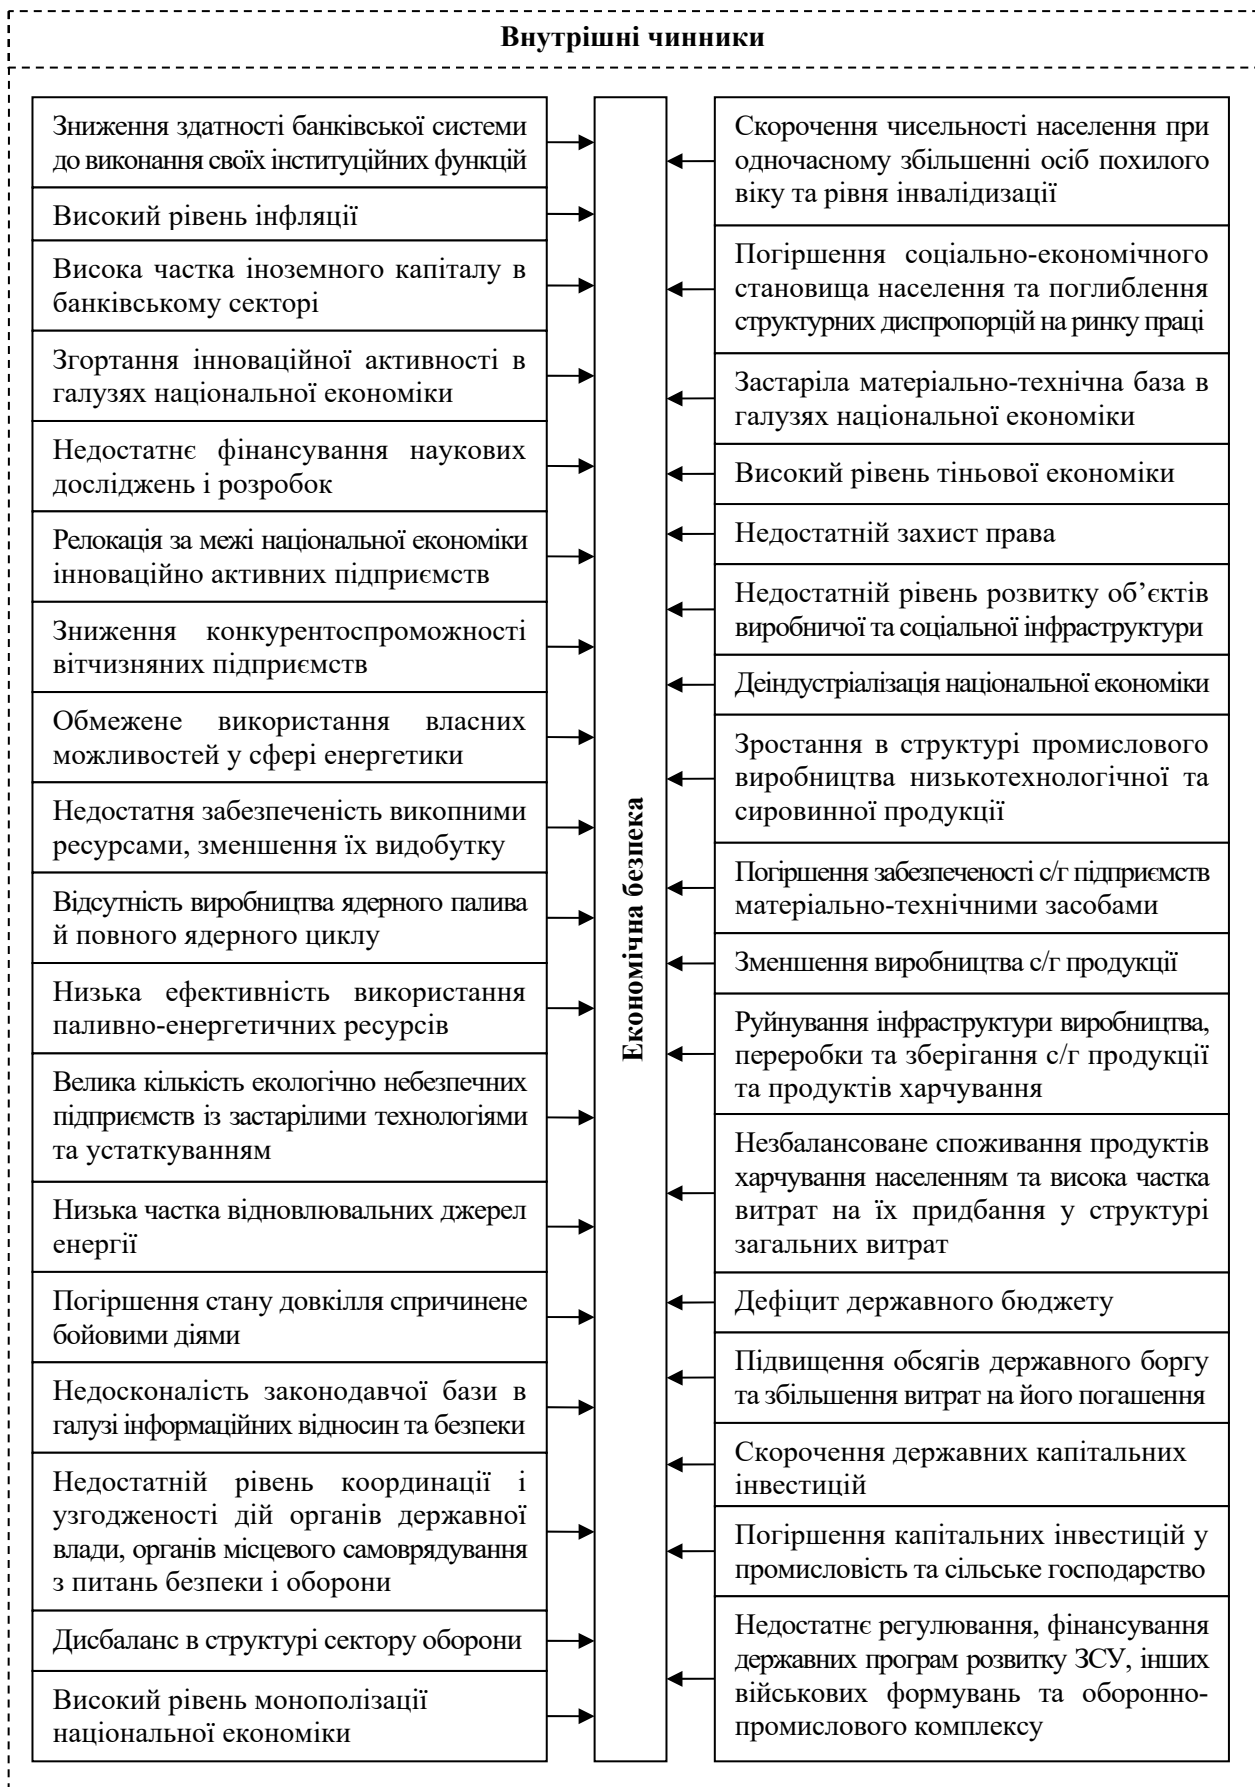 Внутрішні чинники
Зниження здатності банківської системи
до виконання своїх інституційних функцій
Високий рівень інфляції
Висока частка іноземного капіталу в
банківському секторі
Згортання інноваційної активності в
галузях національної економіки
Недостатнє фінансування наукових
досліджень і розробок
Релокація за межі національної економіки
інноваційно активних підприємств
Зниження конкурентоспроможності
вітчизняних підприємств
Обмежене використання власних
можливостей у сфері енергетики
Недостатня забезпеченість викопними
ресурсами, зменшення їх видобутку
Відсутність виробництва ядерного палива
й повного ядерного циклу
Низька ефективність використання
паливно-енергетичних ресурсів
Велика кількість екологічно небезпечних
підприємств із застарілими технологіями
та устаткуванням
Низька частка відновлювальних джерел
енергії
Погіршення стану довкілля спричинене
бойовими діями
Недосконалість законодавчої бази в
галузі інформаційних відносин та безпеки
Недостатній рівень координації і
узгодженості дій органів державної
влади, органів місцевого самоврядування
з питань безпеки і оборони
Дисбаланс в структурі сектору оборони
Високий рівень монополізації
національної економіки
Економічна безпека
Скорочення чисельності населення при
одночасному збільшенні осіб похилого
віку та рівня інвалідизації
Погіршення соціально-економічного
становища населення та поглиблення
структурних диспропорцій на ринку праці
Застаріла матеріально-технічна база в
галузях національної економіки
Високий рівень тіньової економіки
Недостатній захист права
Недостатній рівень розвитку об’єктів
виробничої та соціальної інфраструктури
Деіндустріалізація національної економіки
Зростання в структурі промислового
виробництва низькотехнологічної та
сировинної продукції
Погіршення забезпеченості с/г підприємств
матеріально-технічними засобами
Зменшення виробництва с/г продукції
Руйнування інфраструктури виробництва,
переробки та зберігання с/г продукції
та продуктів харчування
Незбалансоване споживання продуктів
харчування населенням та висока частка
витрат на їх придбання у структурі
загальних витрат
Дефіцит державного бюджету
Підвищення обсягів державного боргу
та збільшення витрат на його погашення
Скорочення державних капітальних
інвестицій
Погіршення капітальних інвестицій у
промисловість та сільське господарство
Недостатнє регулювання, фінансування
державних програм розвитку ЗСУ, інших
військових формувань та оборонно-
промислового комплексу